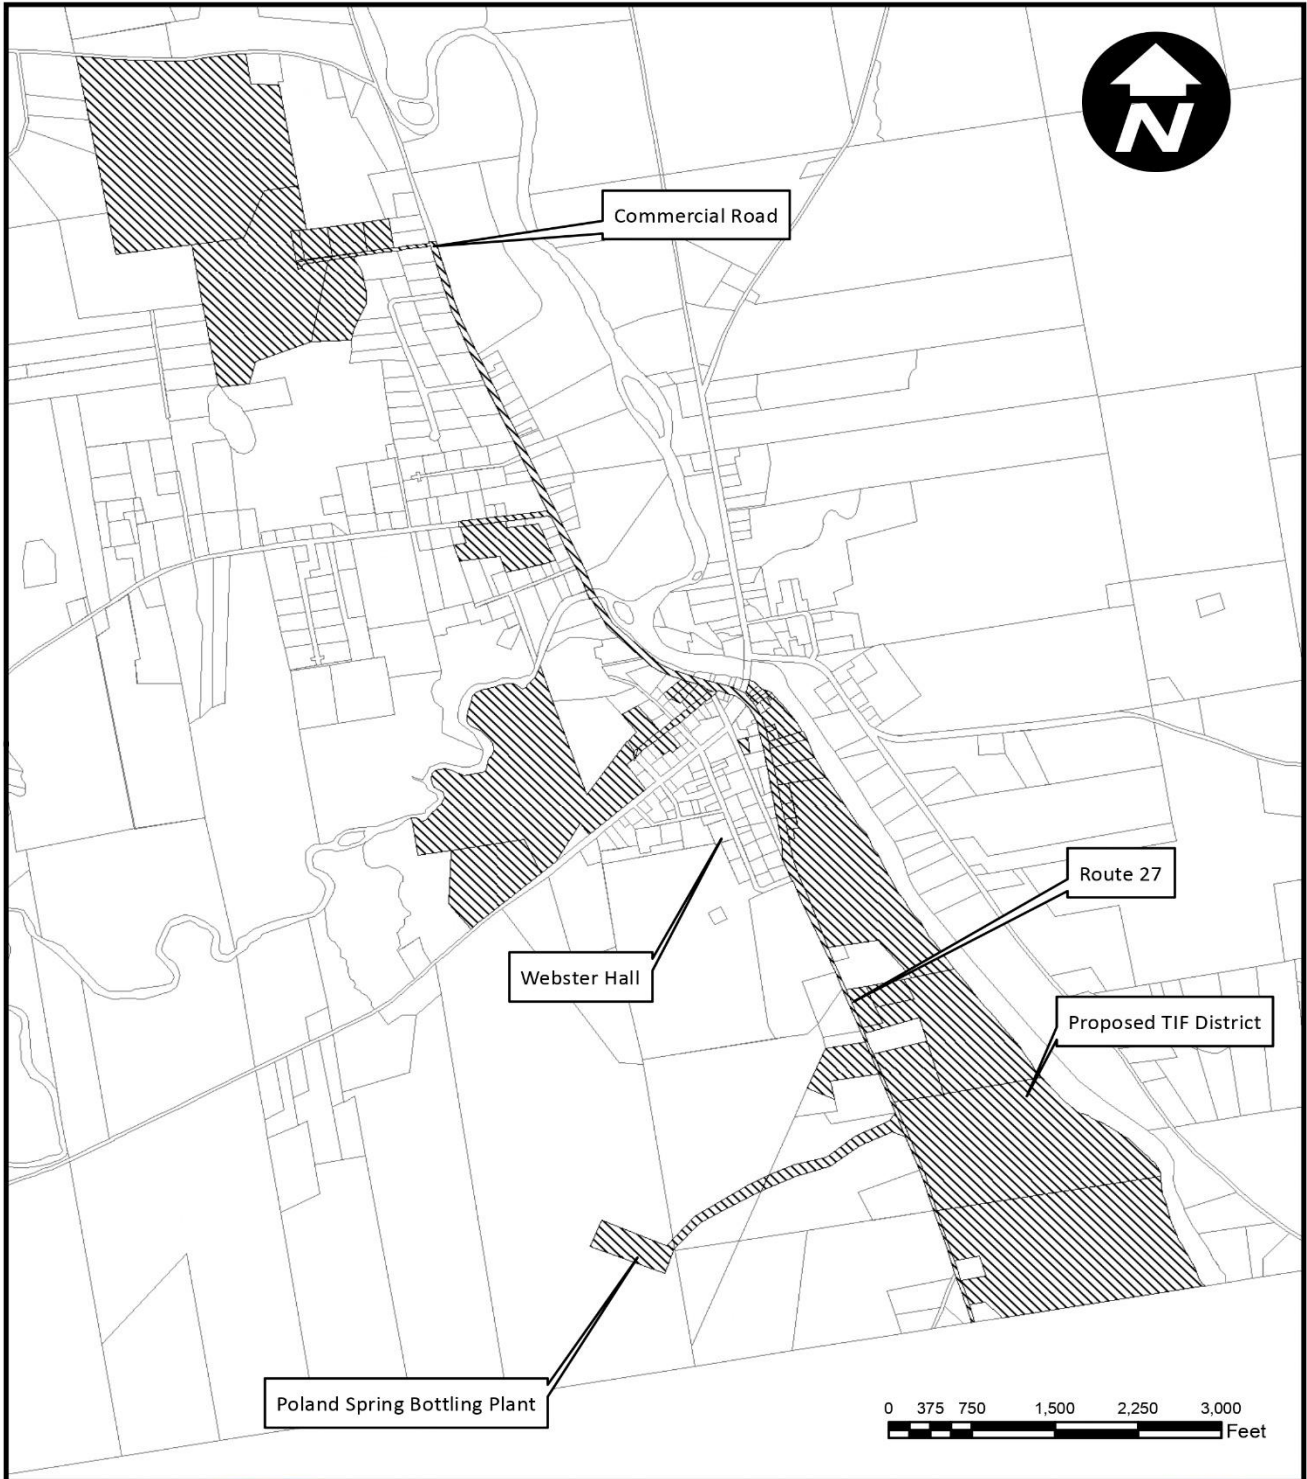 N
Commercial Road
Route 27
Webster Hall
Proposed TIF District
Poland Spring Bottling Plant
0 375 750 1,500 2,250 3,000
Feet